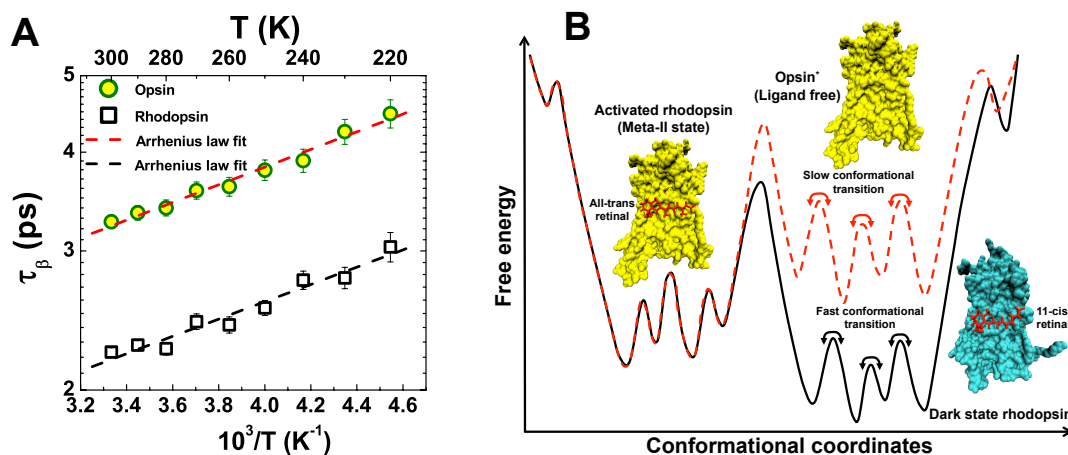 A
T (K)
300 280 260 240 220
5
4
3
2
Opsin
Rhodopsin
Arrhenius law fit
Arrhenius law fit
τβ (ps)
3.2 3.4 3.6 3.8 4.0 4.2 4.4 4.6
10³/T (K⁻¹)
B
Opsin*
(Ligand free)
Activated rhodopsin
(Meta-II state)
All-trans
retinal
Slow conformational
transition
Fast conformational
transition
11-cis
retinal
Dark state rhodopsin
Free energy
Conformational coordinates